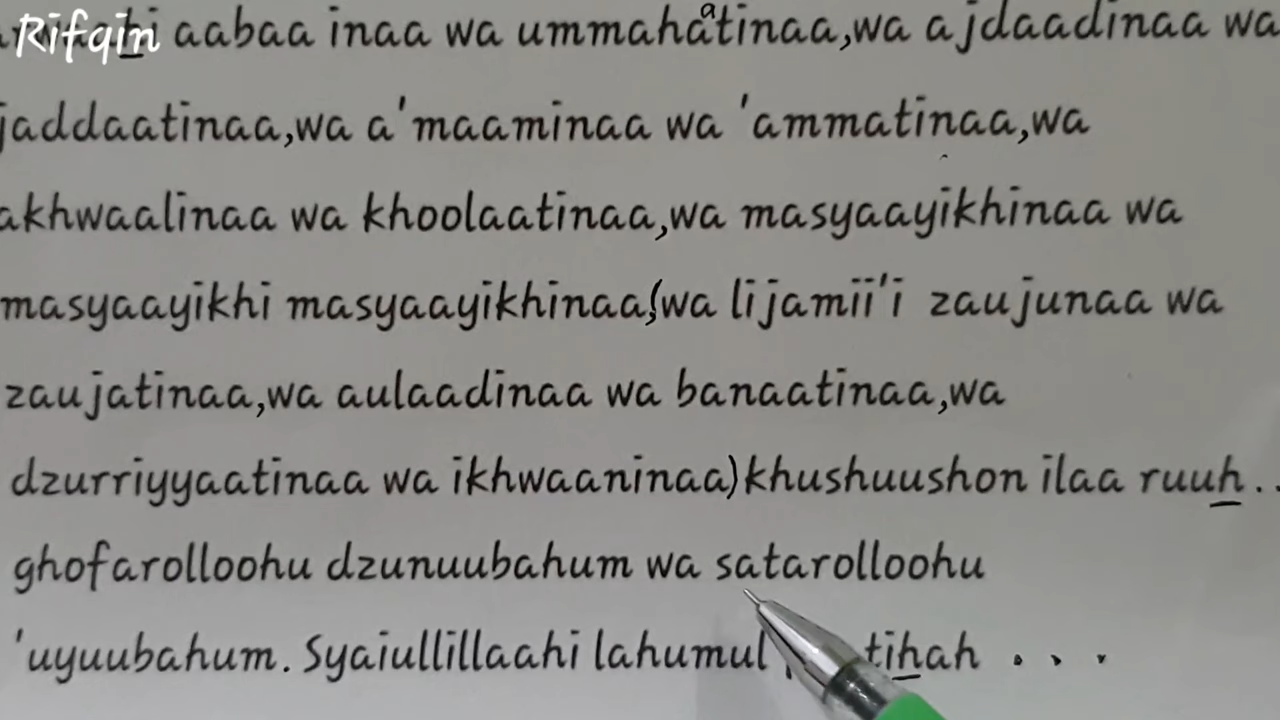 Rifqin
aabaa inaa wa ummahaatinaa,wa ajdaadinaa wa
jaddaatinaa,wa a'maaminaa wa 'ammatinaa,wa
akhwaalinaa wa khoolaatinaa,wa masyaayikhinaa wa
masyaayikhi masyaayikhinaa,(wa lijamii'i zaujunaa wa
zaujatinaa,wa aulaadinaa wa banaatinaa,wa
dzurriyyaatinaa wa ikhwaaninaa) khushuushon ilaa ruuh..
ghofarolloohu dzunuubahum wa satarolloohu
'uyuubahum. Syaiullillaahi lahumul ...